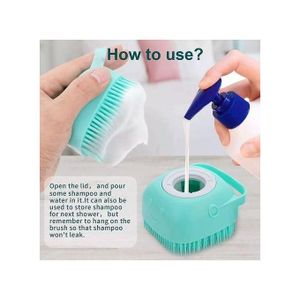 How to use?
Open the lid, and pour
some shampoo and
water in it.It can also be
used to store shampoo
for next shower, but
remember to hang on the
brush so that shampoo
won't leak.